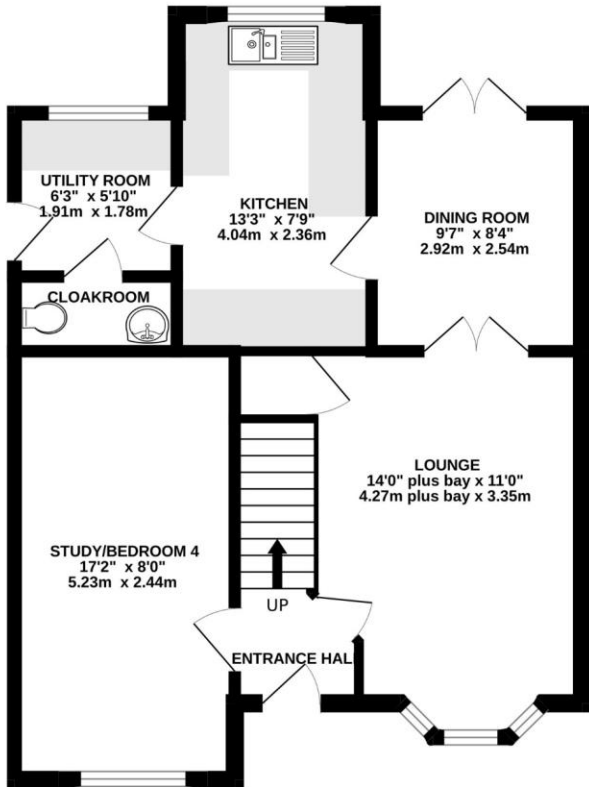 UTILITY ROOM
6'3" x 5'10"
1.91m x 1.78m
KITCHEN
13'3" x 7'9"
4.04m x 2.36m
DINING ROOM
9'7" x 8'4"
2.92m x 2.54m
CLOAKROOM
LOUNGE
14'0" plus bay x 11'0"
4.27m plus bay x 3.35m
STUDY/BEDROOM 4
17'2" x 8'0"
5.23m x 2.44m
UP
ENTRANCE HALL